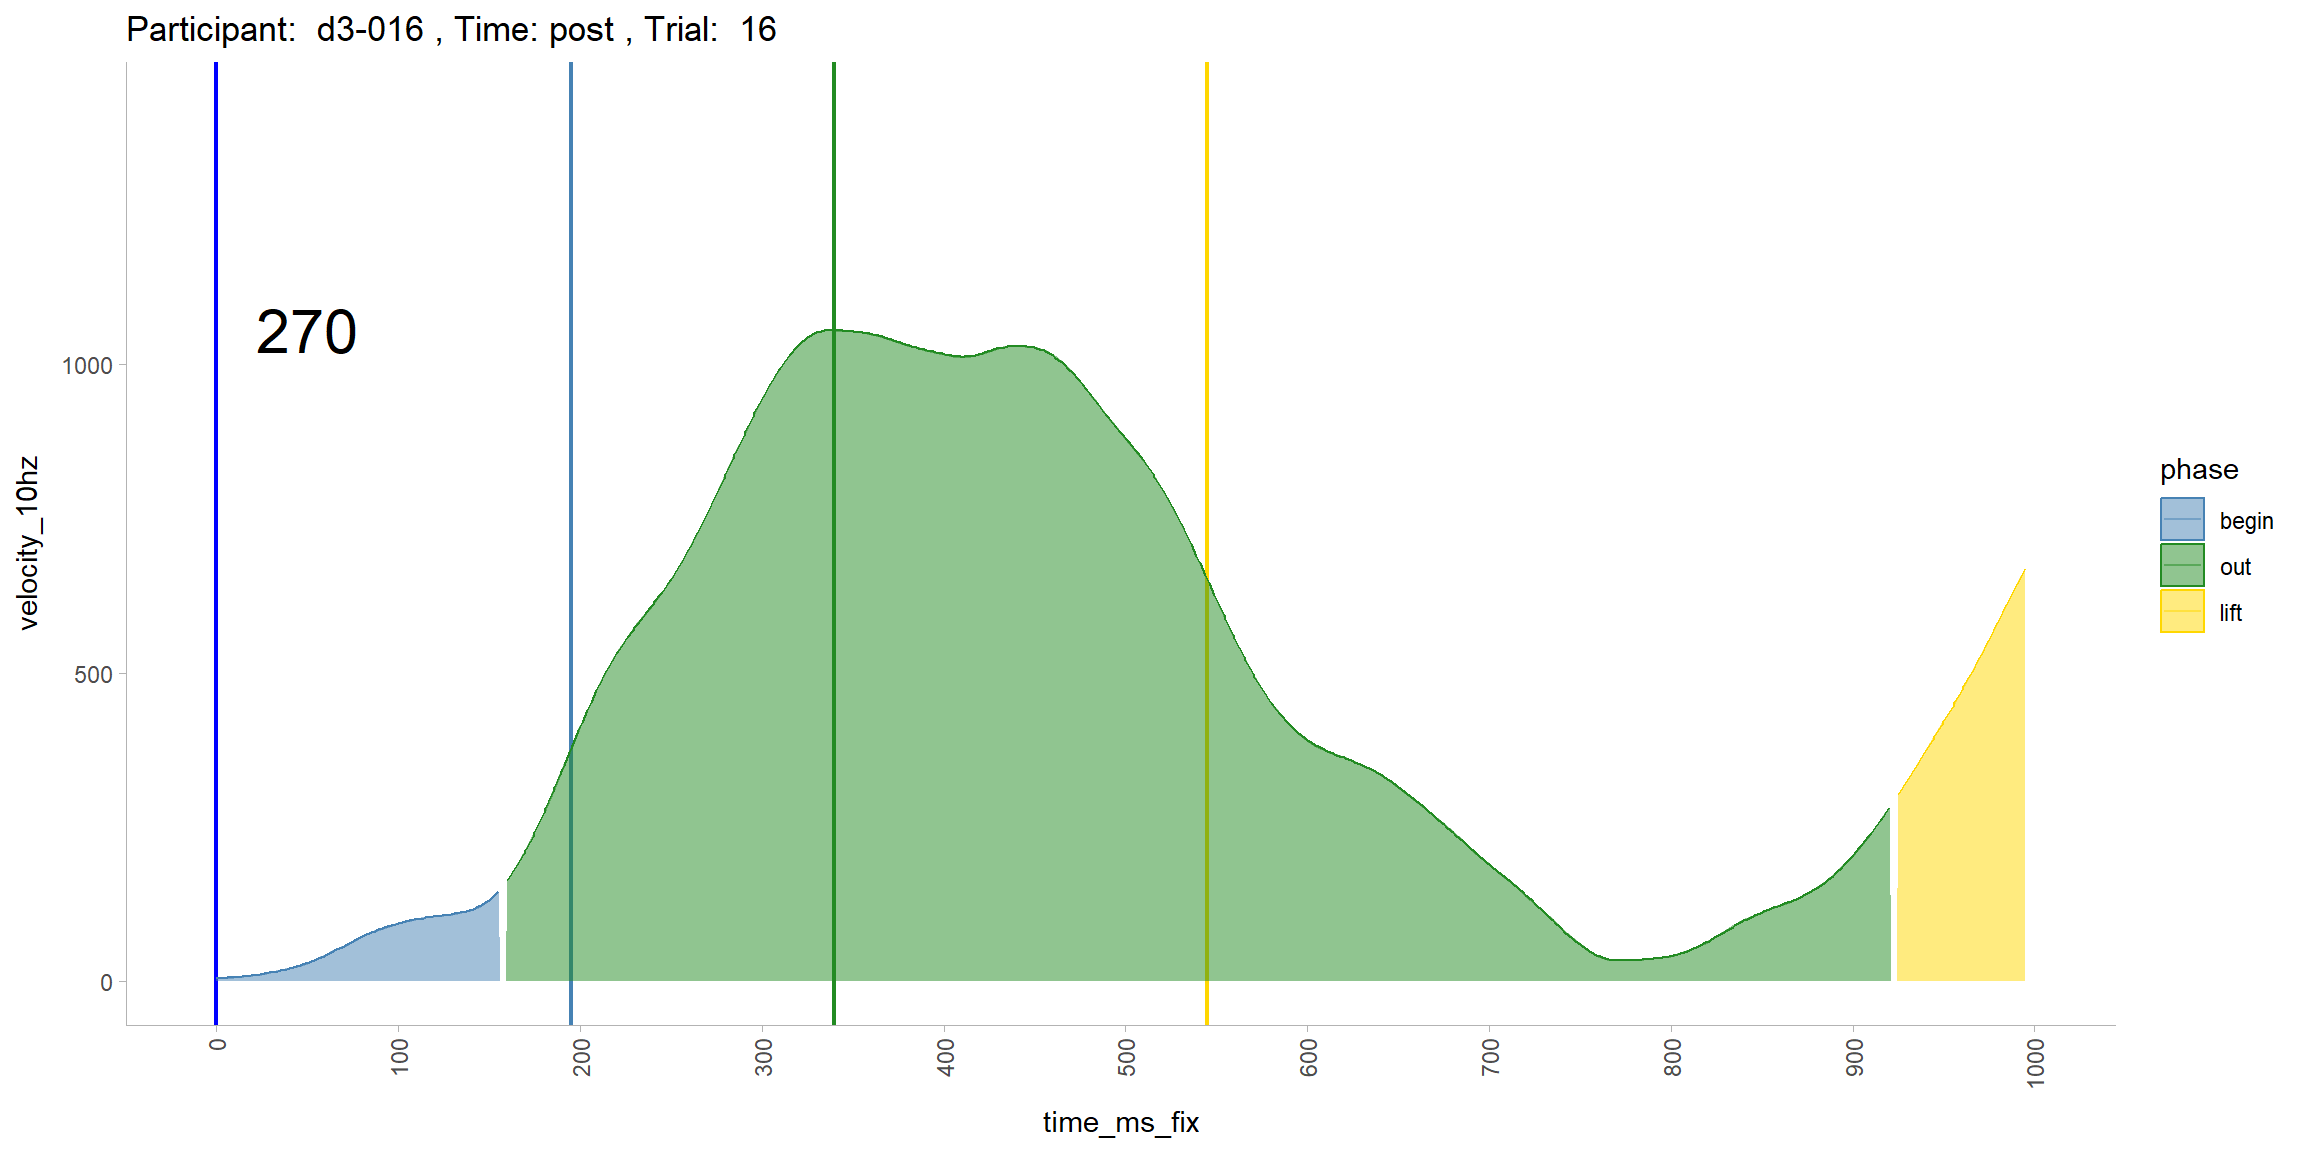 Participant:  d3-016 , Time: post , Trial:  16
270
1000
500
0
velocity_10hz
0
100
200
300
400
500
600
700
800
900
1000
time_ms_fix
phase
begin
out
lift